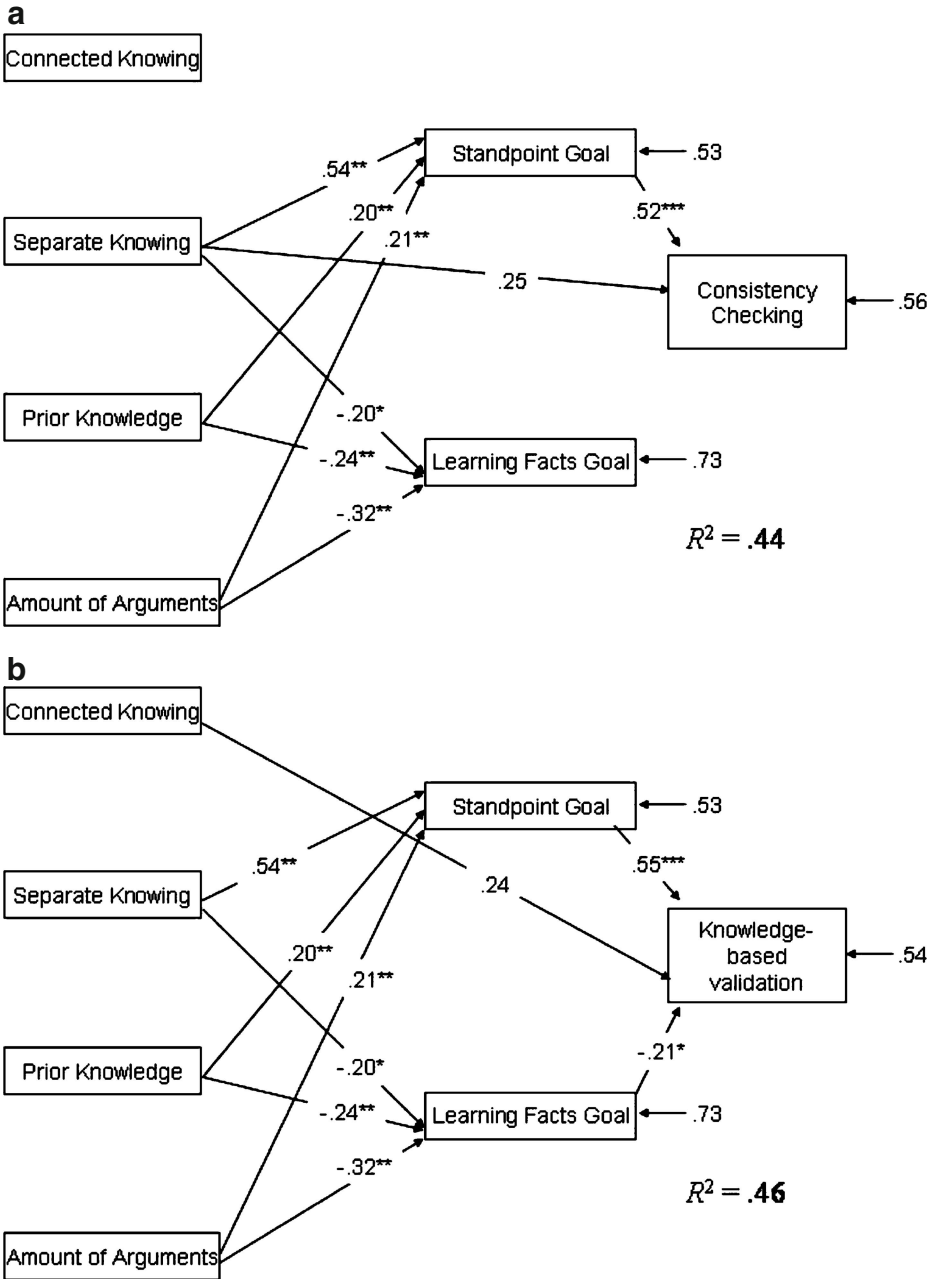 a
Connected Knowing
Standpoint Goal
.53
.54**
.20**
.52***
.21**
Separate Knowing
.25
Consistency
Checking
.56
Prior Knowledge
-.20*
-.24**
Learning Facts Goal
.73
-.32**
R² = .44
Amount of Arguments
b
Connected Knowing
Standpoint Goal
.53
.54**
.55***
.24
Separate Knowing
Knowledge-
based
validation
.54
.20**
.21**
-.21*
Prior Knowledge
-.20*
-.24**
Learning Facts Goal
.73
-.32**
R² = .46
Amount of Arguments